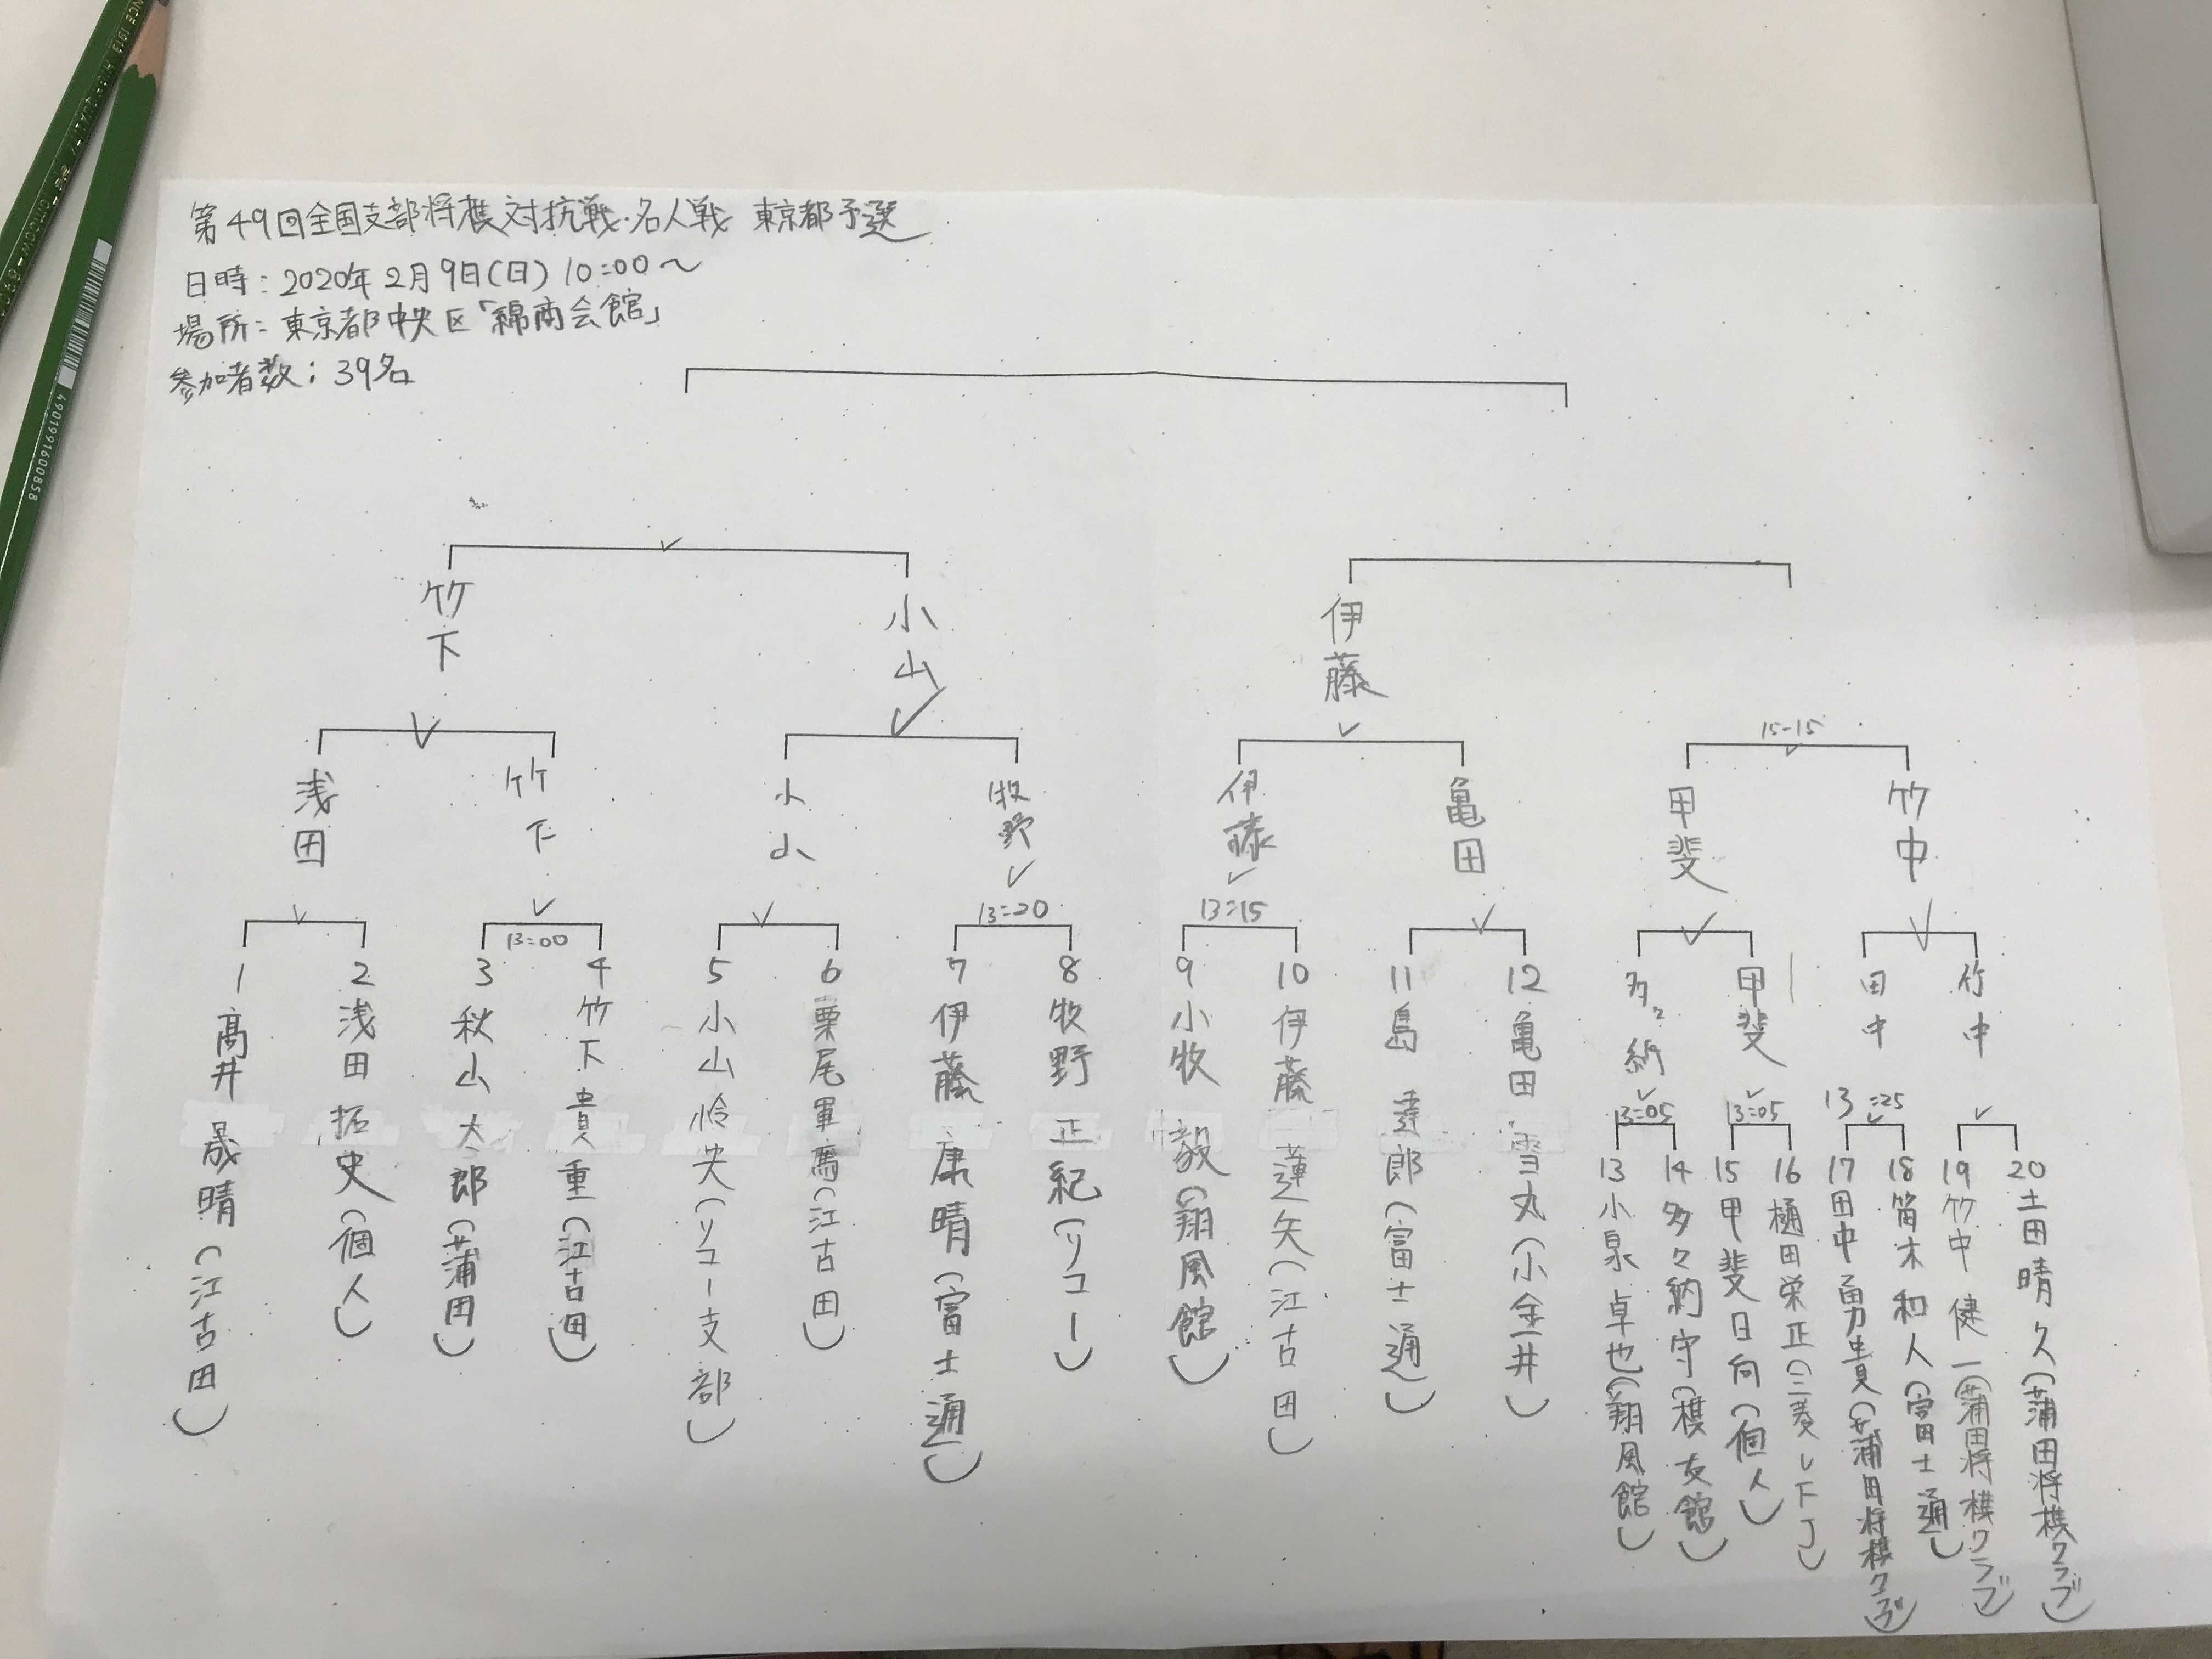 第49回全国支部将棋対抗戦・名人戦 東京都予選
日時：2020年2月9日(日) 10:00〜
場所：東京都中央区「綿商会館」
参加者数：39名
竹下
小山
伊藤
浅田
竹下
小山
牧野
伊藤
亀田
15-15
甲斐
竹中
13:00
13:20
13:15
多々納
甲斐
田中
竹中
13:05
13:05
13:25
1 髙井 晟晴（江古田）
2 浅田拓史（個人）
3 秋山太郎（蒲田）
4 竹下貴重（江古田）
5 小山怜央（リコー支部）
6 栗尾軍馬（江古田）
7 伊藤康晴（富士通）
8 牧野正紀（リコー）
9 小牧 毅（翔風館）
10 伊藤蓮矢（江古田）
11 島 達郎（富士通）
12 亀田雪丸（小金井）
13 小泉卓也（翔風館）
14 多々納守（棋友館）
15 甲斐日向（個人）
16 樋田栄正（三菱レ下J）
17 田中勇貴（蒲田将棋クラブ）
18 筒木和人（富士通）
19 竹中健一（蒲田将棋クラブ）
20 土田晴久（蒲田将棋クラブ）
4901991600858